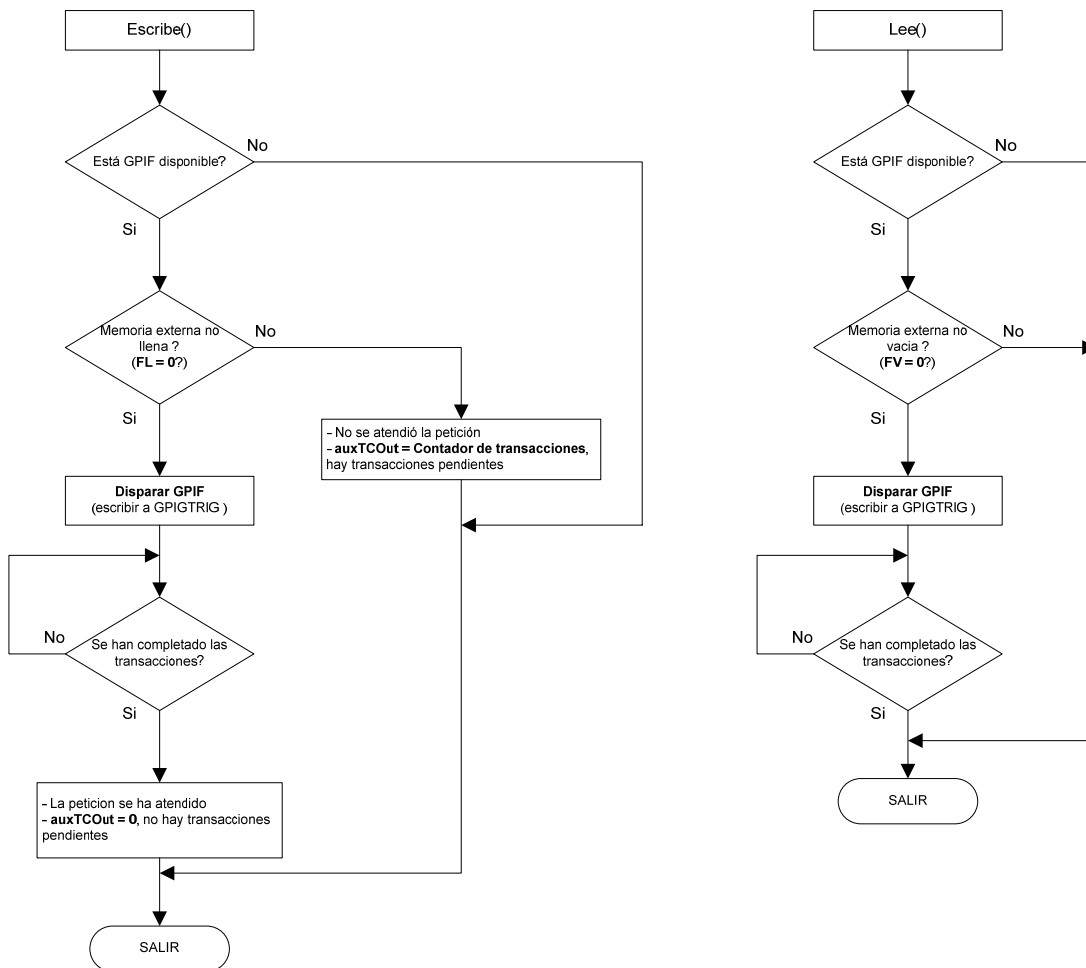 Escribe()
Está GPIF disponible?
No
Si
Memoria externa no
llena ?
(FL = 0?)
No
Si
- No se atendió la petición
- auxTCOut = Contador de transacciones,
hay transacciones pendientes
Disparar GPIF
(escribir a GPIGTRIG )
No
Se han completado las
transacciones?
Si
- La peticion se ha atendido
- auxTCOut = 0, no hay transacciones
pendientes
SALIR
Lee()
Está GPIF disponible?
No
Si
Memoria externa no
vacia ?
(FV = 0?)
No
Si
Disparar GPIF
(escribir a GPIGTRIG )
No
Se han completado las
transacciones?
Si
SALIR